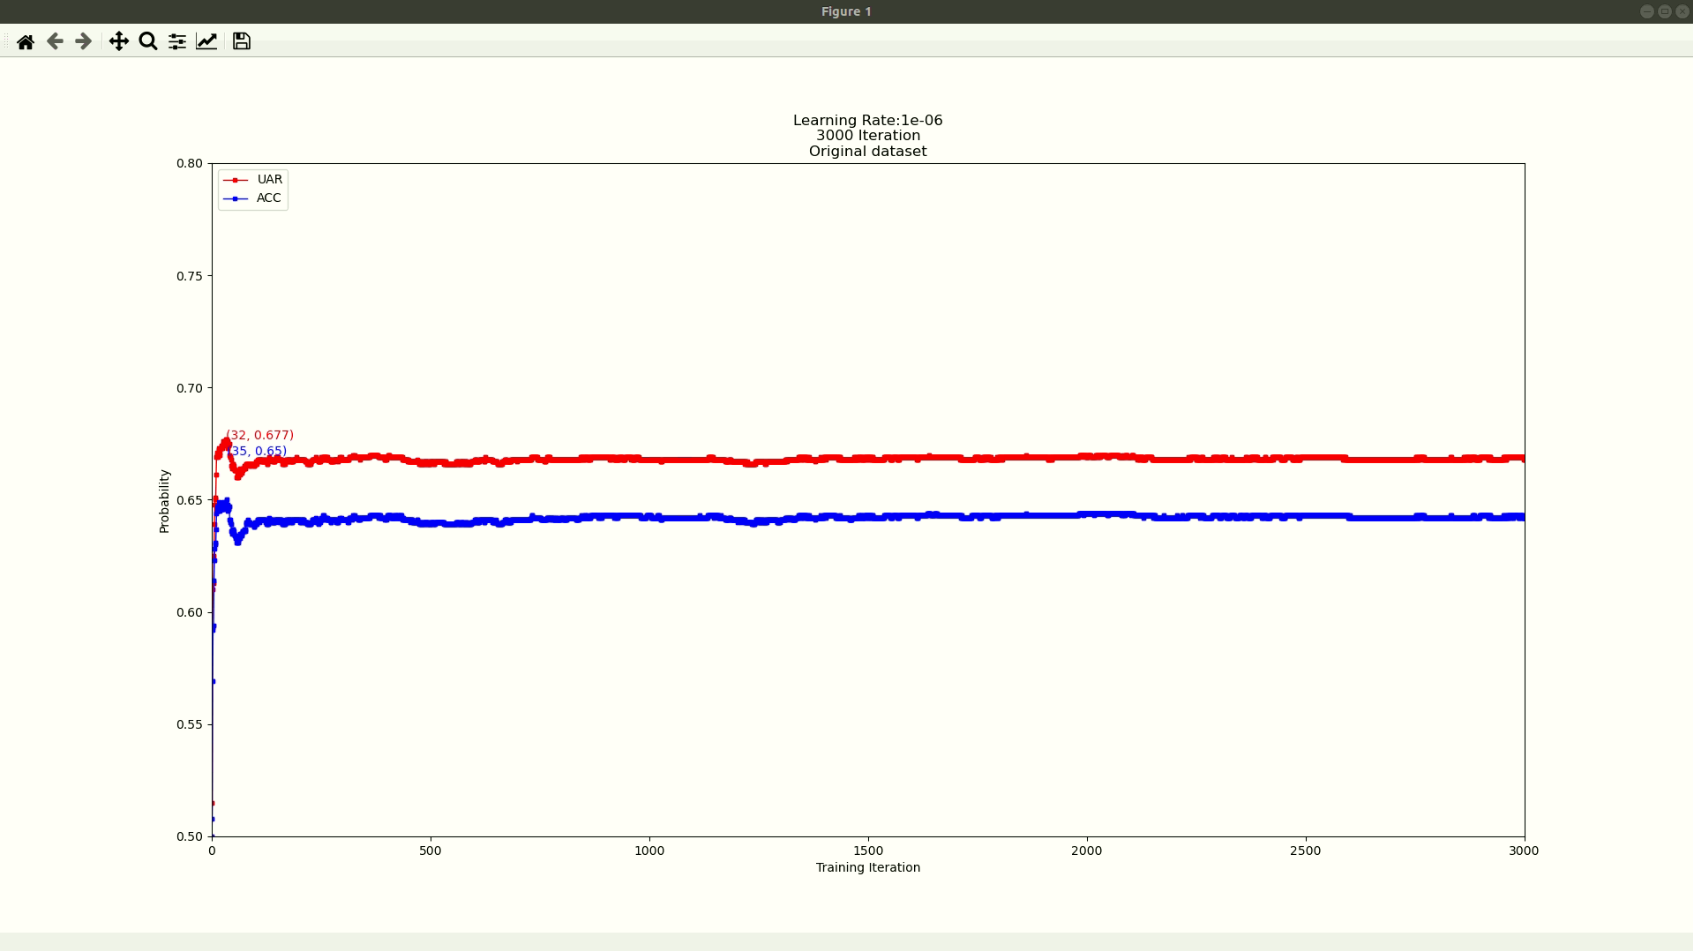 Figure 1
Learning Rate:1e-06
3000 Iteration
Original dataset
UAR
ACC
0.80
0.75
0.70
0.65
0.60
0.55
0.50
Probability
(32, 0.677)
(35, 0.65)
0
500
1000
1500
2000
2500
3000
Training Iteration